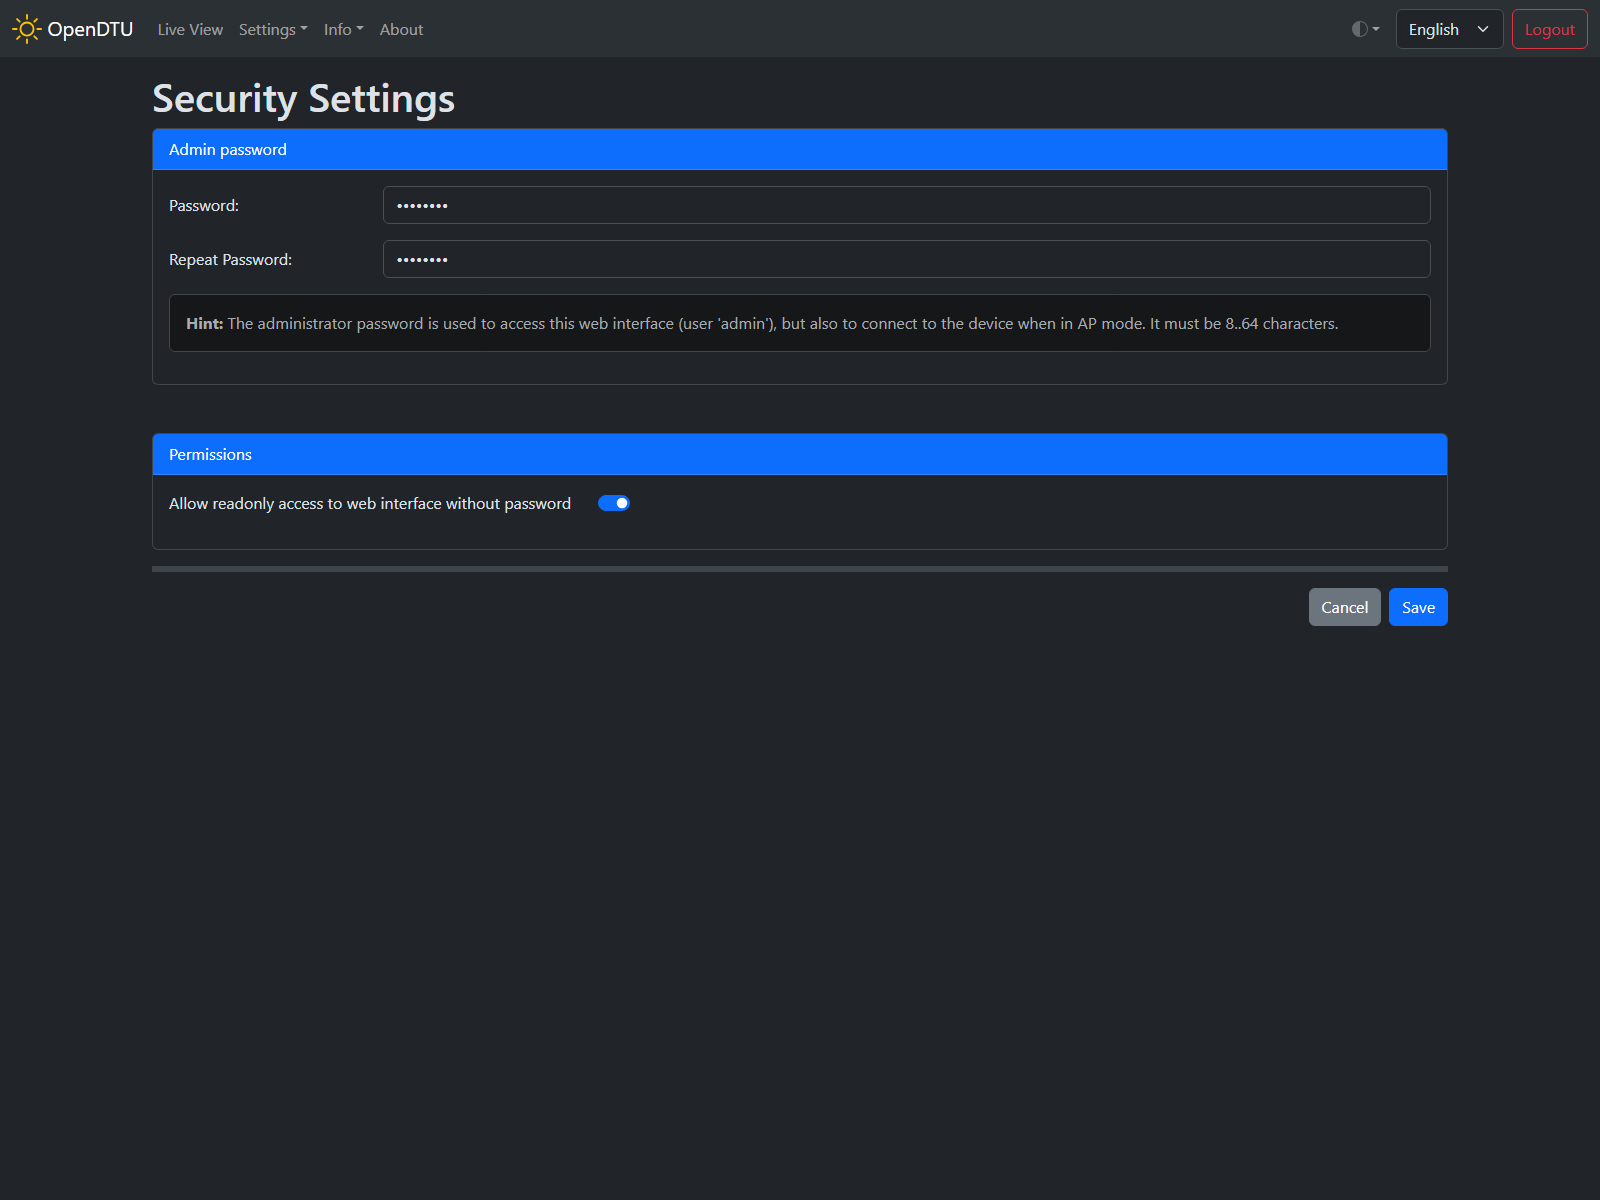 OpenDTU Live View Settings Info About English Logout
Security Settings
Admin password
Password: ••••••••
Repeat Password: ••••••••
Hint: The administrator password is used to access this web interface (user 'admin'), but also to connect to the device when in AP mode. It must be 8..64 characters.
Permissions
Allow readonly access to web interface without password
Cancel Save